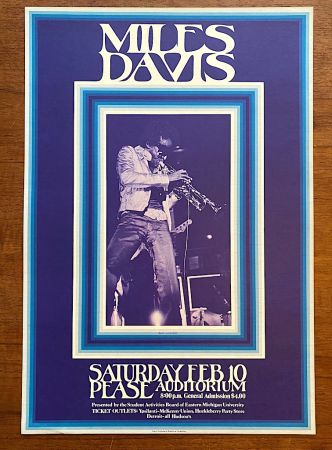 MILES
DAVIS
SATURDAY FEB. 10
PEASE AUDITORIUM
8:00 p.m. General Admission $4.00
Presented by the Student Activities Board of Eastern Michigan University
TICKET OUTLETS: Ypsilanti-McKenny Union, Huckleberry Party Store
Detroit-all Hudson's